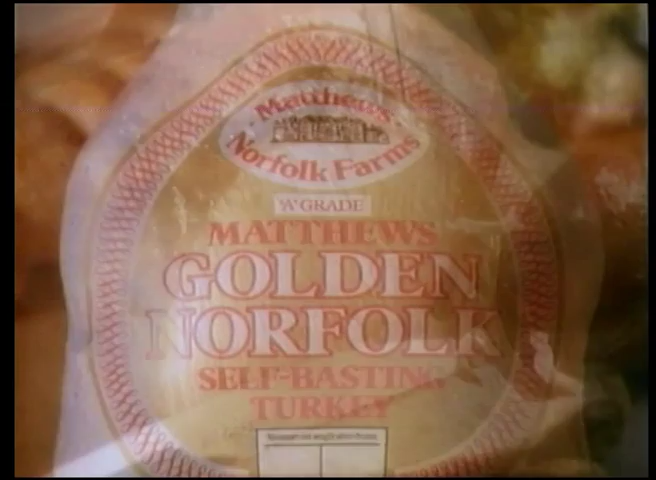 Matthews
Norfolk Farms
'A' GRADE
MATTHEWS
GOLDEN
NORFOLK
SELF-BASTING
TURKEY